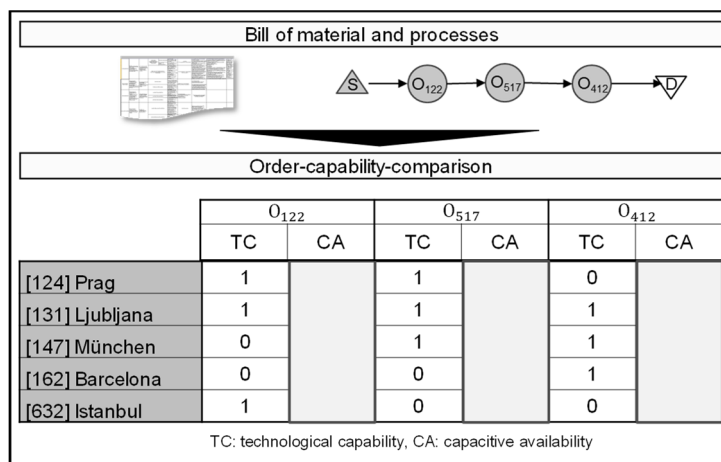 Bill of material and processes
S O₁₂₂ O₅₁₇ O₄₁₂ D
Order-capability-comparison
O₁₂₂ O₅₁₇ O₄₁₂
TC CA TC CA TC CA
[124] Prag 1 1 0
[131] Ljubljana 1 1 1
[147] München 0 1 1
[162] Barcelona 0 0 1
[632] Istanbul 1 0 0
TC: technological capability, CA: capacitive availability